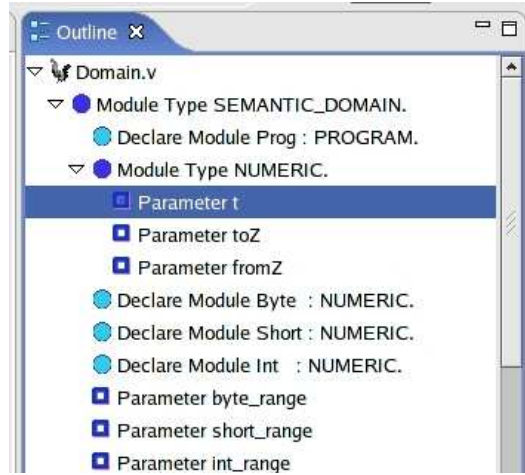 Outline
Domain.v
Module Type SEMANTIC_DOMAIN.
Declare Module Prog : PROGRAM.
Module Type NUMERIC.
Parameter t
Parameter toZ
Parameter fromZ
Declare Module Byte : NUMERIC.
Declare Module Short : NUMERIC.
Declare Module Int : NUMERIC.
Parameter byte_range
Parameter short_range
Parameter int_range